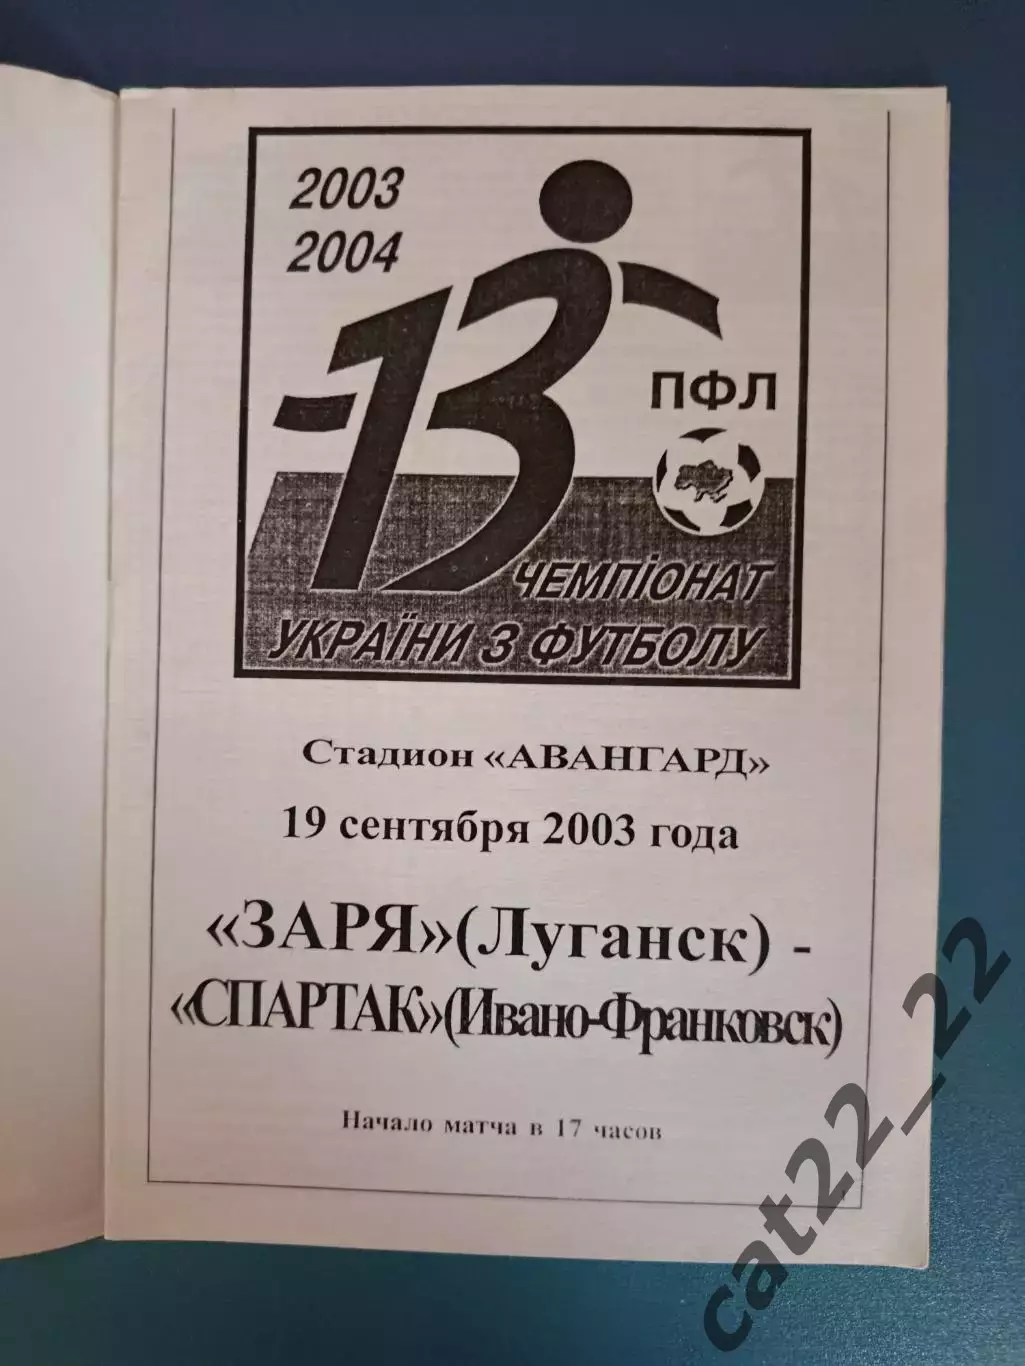 2003
2004
13
ПФЛ
ЧЕМПІОНАТ
УКРАЇНИ З ФУТБОЛУ
Стадион «АВАНГАРД»
19 сентября 2003 года
«ЗАРЯ»(Луганск) -
«СПАРТАК»(Ивано-Франковск)
Начало матча в 17 часов
cat22_22